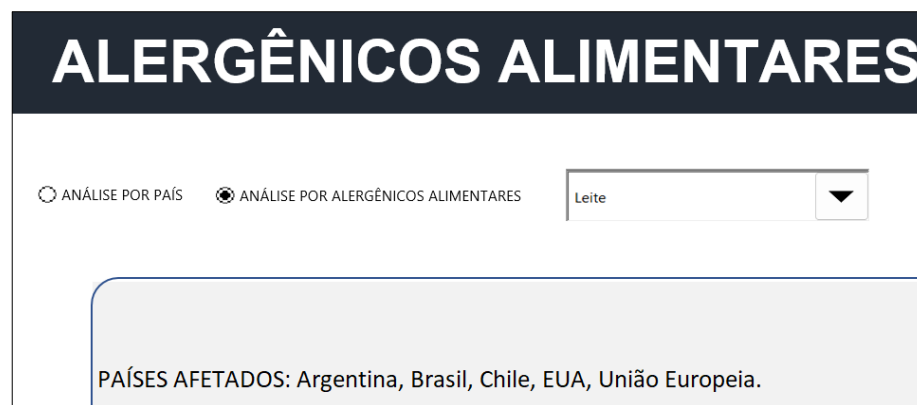 ALERGÊNICOS ALIMENTARES
ANÁLISE POR PAÍS ANÁLISE POR ALERGÊNICOS ALIMENTARES Leite
PAÍSES AFETADOS: Argentina, Brasil, Chile, EUA, União Europeia.